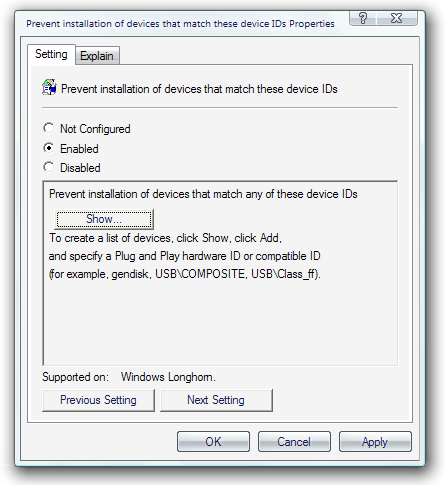 Prevent installation of devices that match these device IDs Properties
Setting
Explain
Prevent installation of devices that match these device IDs
Not Configured
Enabled
Disabled
Prevent installation of devices that match any of these device IDs
Show...
To create a list of devices, click Show, click Add,
and specify a Plug and Play hardware ID or compatible ID
(for example, gendisk, USB\COMPOSITE, USB\Class_ff).
Supported on: Windows Longhorn.
Previous Setting
Next Setting
OK
Cancel
Apply